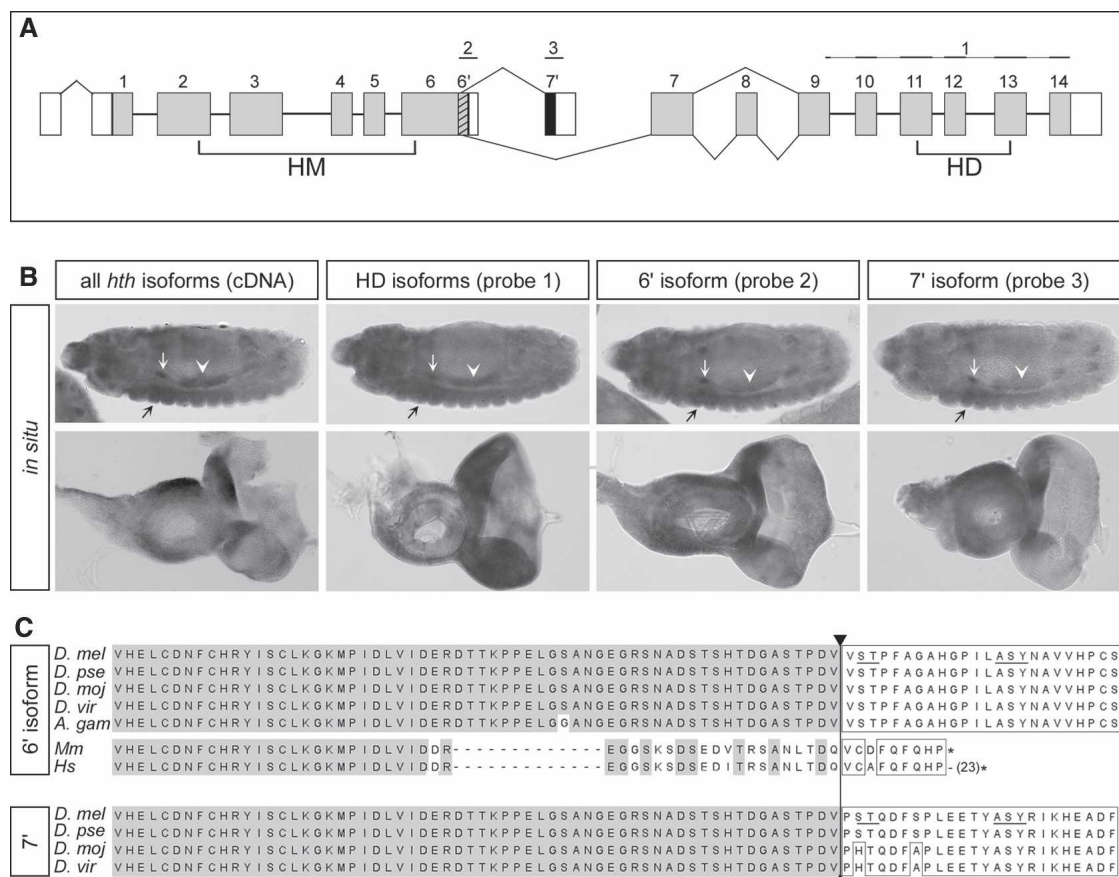 A
2 3 1
1 2 3 4 5 6 6' 7' 7 8 9 10 11 12 13 14
HM HD
B
all hth isoforms (cDNA) HD isoforms (probe 1) 6' isoform (probe 2) 7' isoform (probe 3)
in situ
C
6' isoform
D. mel VHELCDNFCHRYISCLKGKMPIDLVIDERDTTKPPELGSANGEGRSNADSTSHTDGASTPDV VSTPFAGAHGPILASYNAVVHPCS
D. pse VHELCDNFCHRYISCLKGKMPIDLVIDERDTTKPPELGSANGEGRSNADSTSHTDGASTPDV VSTPFAGAHGPILASYNAVVHPCS
D. moj VHELCDNFCHRYISCLKGKMPIDLVIDERDTTKPPELGSANGEGRSNADSTSHTDGASTPDV VSTPFAGAHGPILASYNAVVHPCS
D. vir VHELCDNFCHRYISCLKGKMPIDLVIDERDTTKPPELGSANGEGRSNADSTSHTDGASTPDV VSTPFAGAHGPILASYNAVVHPCS
A. gam VHELCDNFCHRYISCLKGKMPIDLVIDERDTTKPPELGGANGEGRSNADSTSHTDGASTPDV VSTPFAGAHGPILASYNAVVHPCS
Mm VHELCDNFCHRYISCLKGKMPIDLVIDDR-------------EGGSKSDSEDVTRSANLTDQ VCDFQFQHP*
Hs VHELCDNFCHRYISCLKGKMPIDLVIDDR-------------EGGSKSDSEDITRSANLTDQ VCAFQFQHP-(23)*
7'
D. mel VHELCDNFCHRYISCLKGKMPIDLVIDERDTTKPPELGSANGEGRSNADSTSHTDGASTPDV PSTQDFSPLEETYASYRIKHEADF
D. pse VHELCDNFCHRYISCLKGKMPIDLVIDERDTTKPPELGSANGEGRSNADSTSHTDGASTPDV PSTQDFSPLEETYASYRIKHEADF
D. moj VHELCDNFCHRYISCLKGKMPIDLVIDERDTTKPPELGSANGEGRSNADSTSHTDGASTPDV PHTQDFAPLEETYASYRIKHEADF
D. vir VHELCDNFCHRYISCLKGKMPIDLVIDERDTTKPPELGSANGEGRSNADSTSHTDGASTPDV PHTQDFAPLEETYASYRIKHEADF